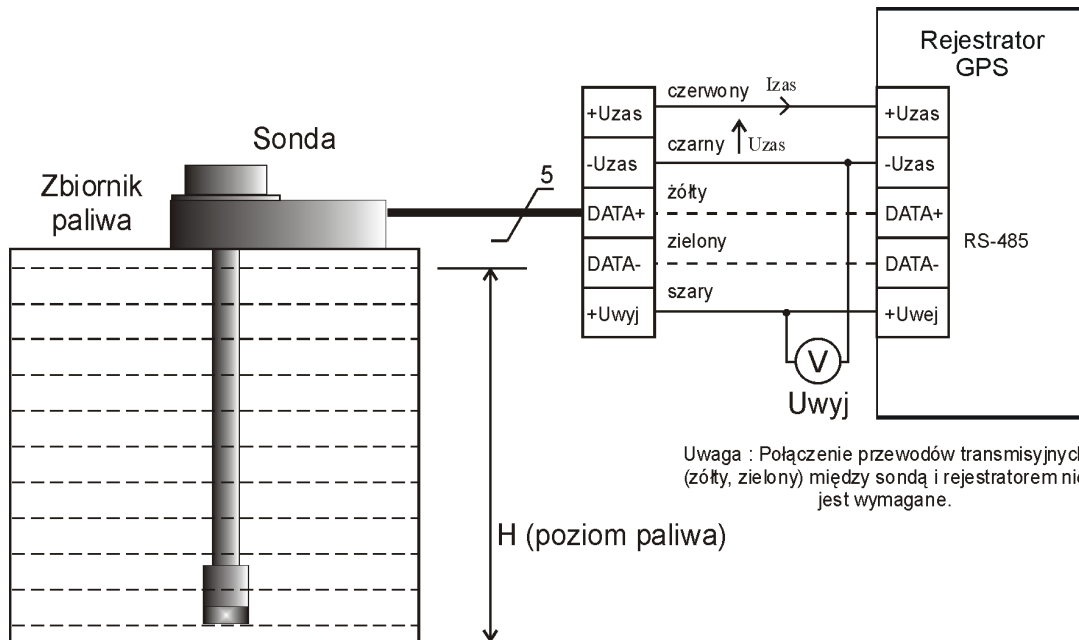 Sonda
Zbiornik
paliwa
5
+Uzas
-Uzas
DATA+
DATA-
+Uwyj
czerwony
Izas
czarny
Uzas
żółty
zielony
szary
V
Uwyj
Rejestrator
GPS
+Uzas
-Uzas
DATA+
DATA-
+Uwej
RS-485
H (poziom paliwa)
Uwaga : Połączenie przewodów transmisyjnych
(zółty, zielony) między sondą i rejestratorem nie
jest wymagane.